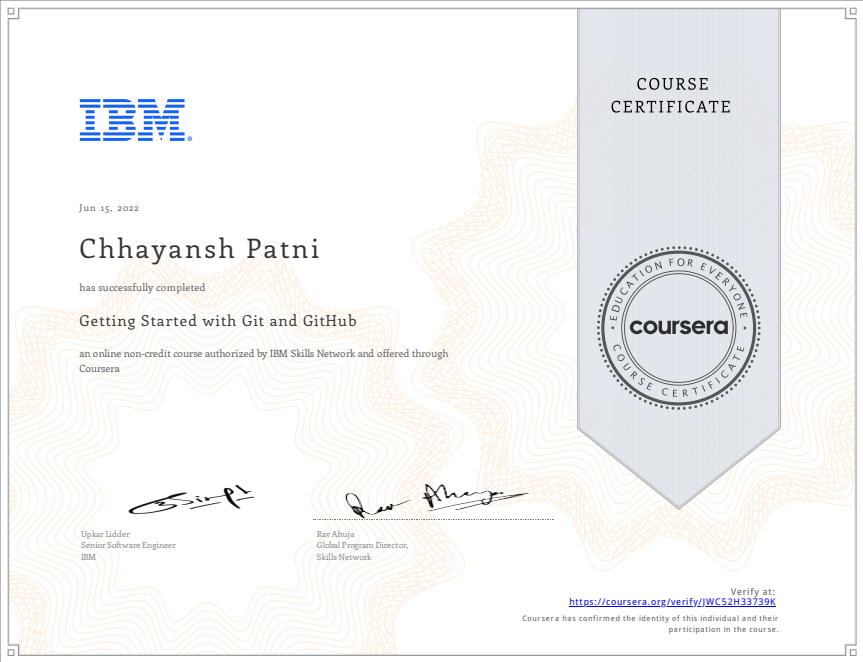 COURSE
CERTIFICATE
IBM®
Jun 15, 2022
Chhayansh Patni
has successfully completed
Getting Started with Git and GitHub
an online non-credit course authorized by IBM Skills Network and offered through
Coursera
EDUCATION FOR EVERYONE
coursera
COURSE CERTIFICATE
Upkar Lidder
Senior Software Engineer
IBM
Rav Ahuja
Rav Ahuja
Global Program Director,
Skills Network
Verify at:
https://coursera.org/verify/JWC52H33739K
Coursera has confirmed the identity of this individual and their
participation in the course.